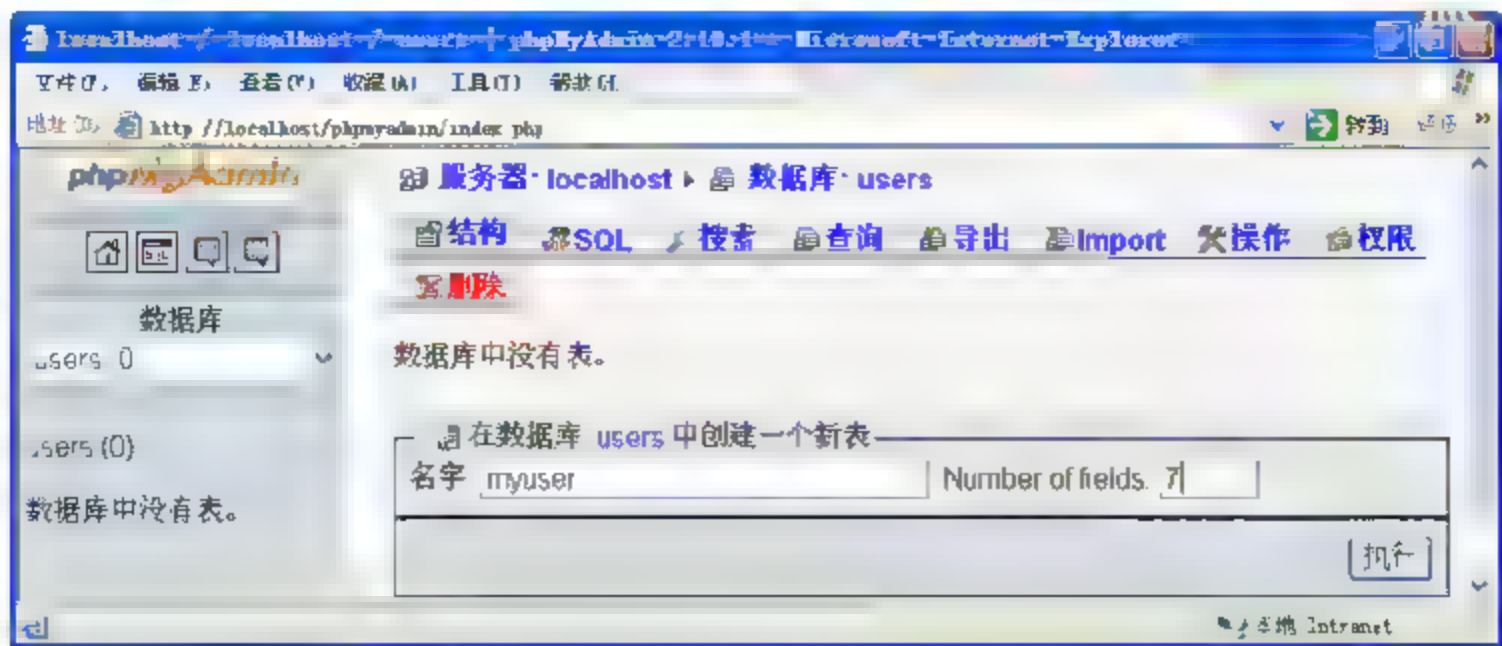 localhost / localhost / users | phpMyAdmin 2.10. - Microsoft Internet Explorer
文件(F) 编辑(E) 查看(V) 收藏(A) 工具(T) 帮助(H)
地址(D) http://localhost/phpmyadmin/index.php 转到
phpMyAdmin
服务器: localhost ▸ 数据库: users
结构 SQL 搜索 查询 导出 Import 操作 权限
删除
SQL
数据库
users (0)
数据库中没有表。
users (0)
数据库中没有表。
在数据库 users 中创建一个新表
名字 myuser Number of fields: 7
执行
本地 Intranet